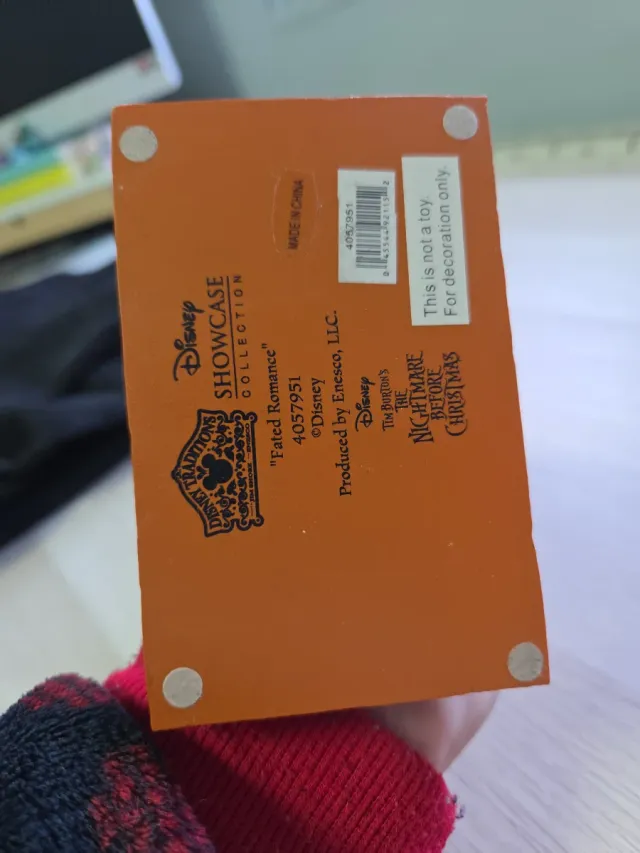 DISNEY TRADITIONS
Disney
SHOWCASE
COLLECTION
"Fated Romance"
4057951
©Disney
Produced by Enesco, LLC.
Disney
TIM BURTON'S
THE
NIGHTMARE
BEFORE
CHRISTMAS
MADE IN CHINA
4057951
This is not a toy.
For decoration only.